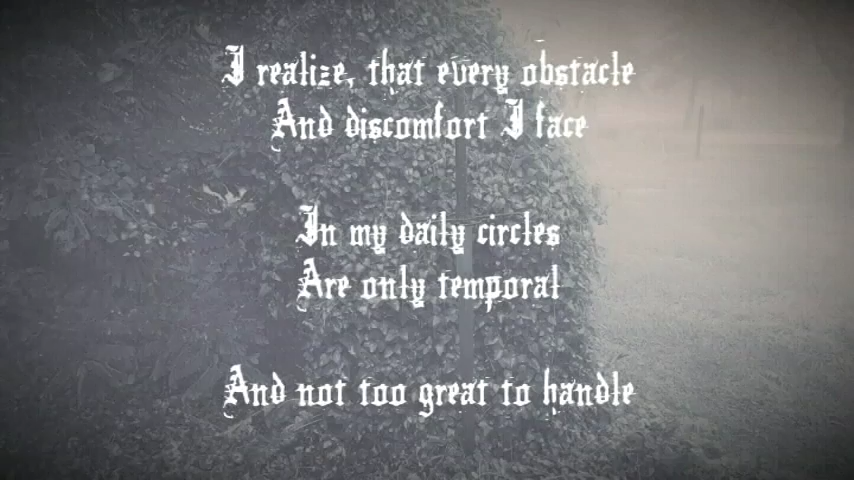 I realize, that every obstacle
And discomfort I face
In my daily circles
Are only temporal
And not too great to handle